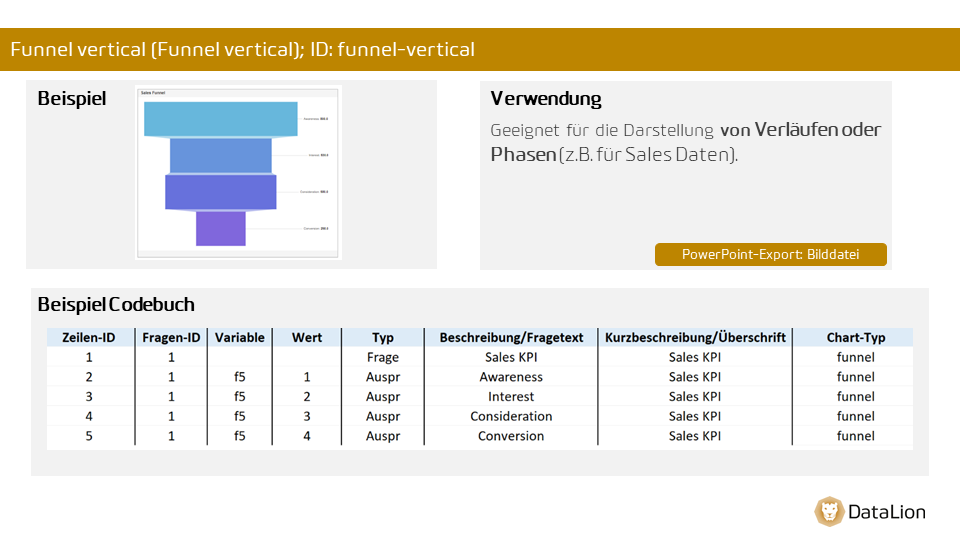 Funnel vertical (Funnel vertical); ID: funnel-vertical
Beispiel
Sales Funnel
Awareness:
Interest:
Consideration:
Conversion:
Verwendung
Geeignet für die Darstellung von Verläufen oder
Phasen (z.B. für Sales Daten).
PowerPoint-Export: Bilddatei
Beispiel Codebuch
Zeilen-ID Fragen-ID Variable Wert Typ Beschreibung/Fragetext Kurzbeschreibung/Überschrift Chart-Typ
1 1 Frage Sales KPI Sales KPI funnel
2 1 f5 1 Auspr Awareness Sales KPI funnel
3 1 f5 2 Auspr Interest Sales KPI funnel
4 1 f5 3 Auspr Consideration Sales KPI funnel
5 1 f5 4 Auspr Conversion Sales KPI funnel
DataLion